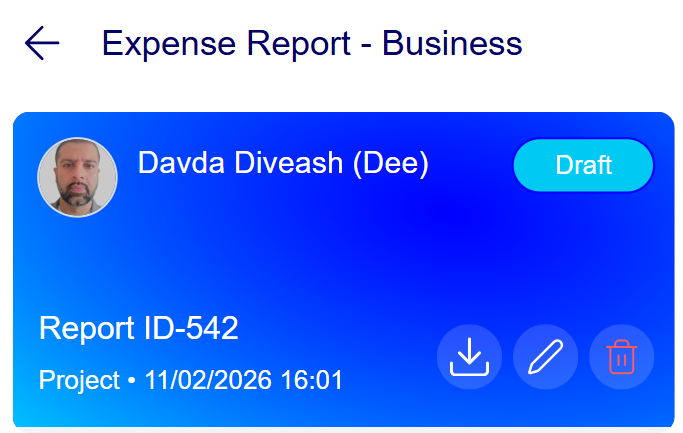 Expense Report - Business
Davda Diveash (Dee)
Draft
Report ID-542
Project • 11/02/2026 16:01